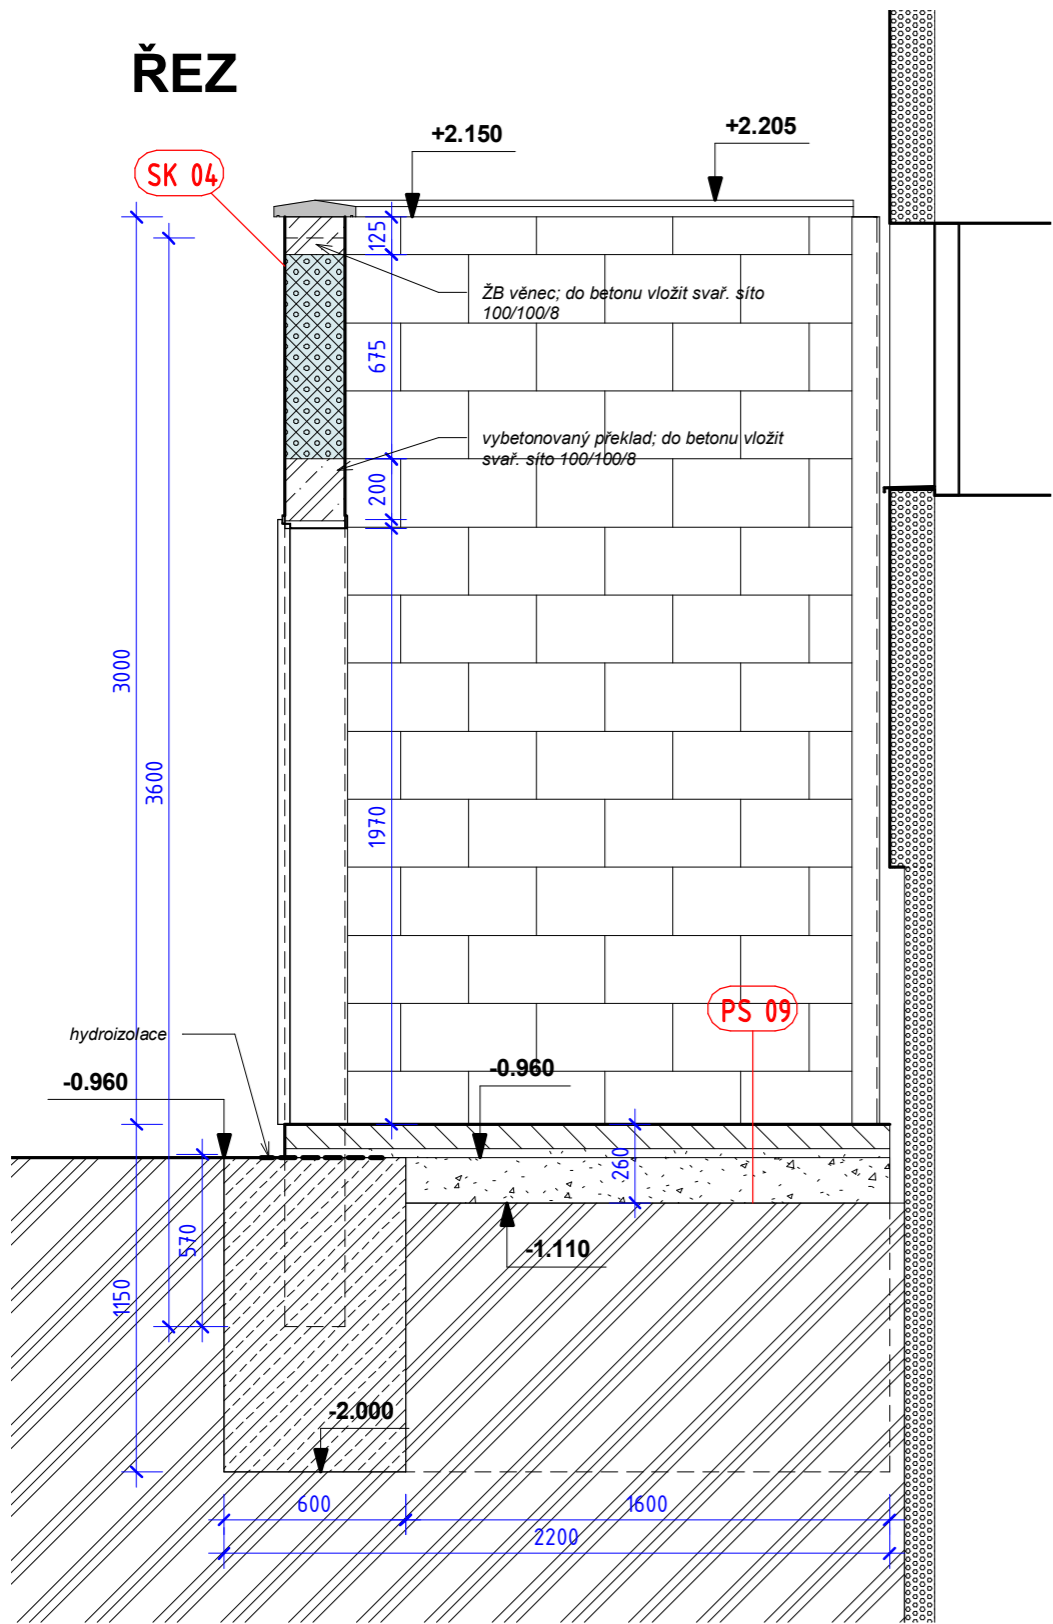 ŘEZ
+2.150
+2.205
SK 04
125
ŽB věnec; do betonu vložit svař. síto
100/100/8
675
vybetonovaný překlad; do betonu vložit
svař. síto 100/100/8
200
3000
3600
1970
PS 09
hydroizolace
-0.960
-0.960
260
570
-1.110
1150
-2.000
600
1600
2200